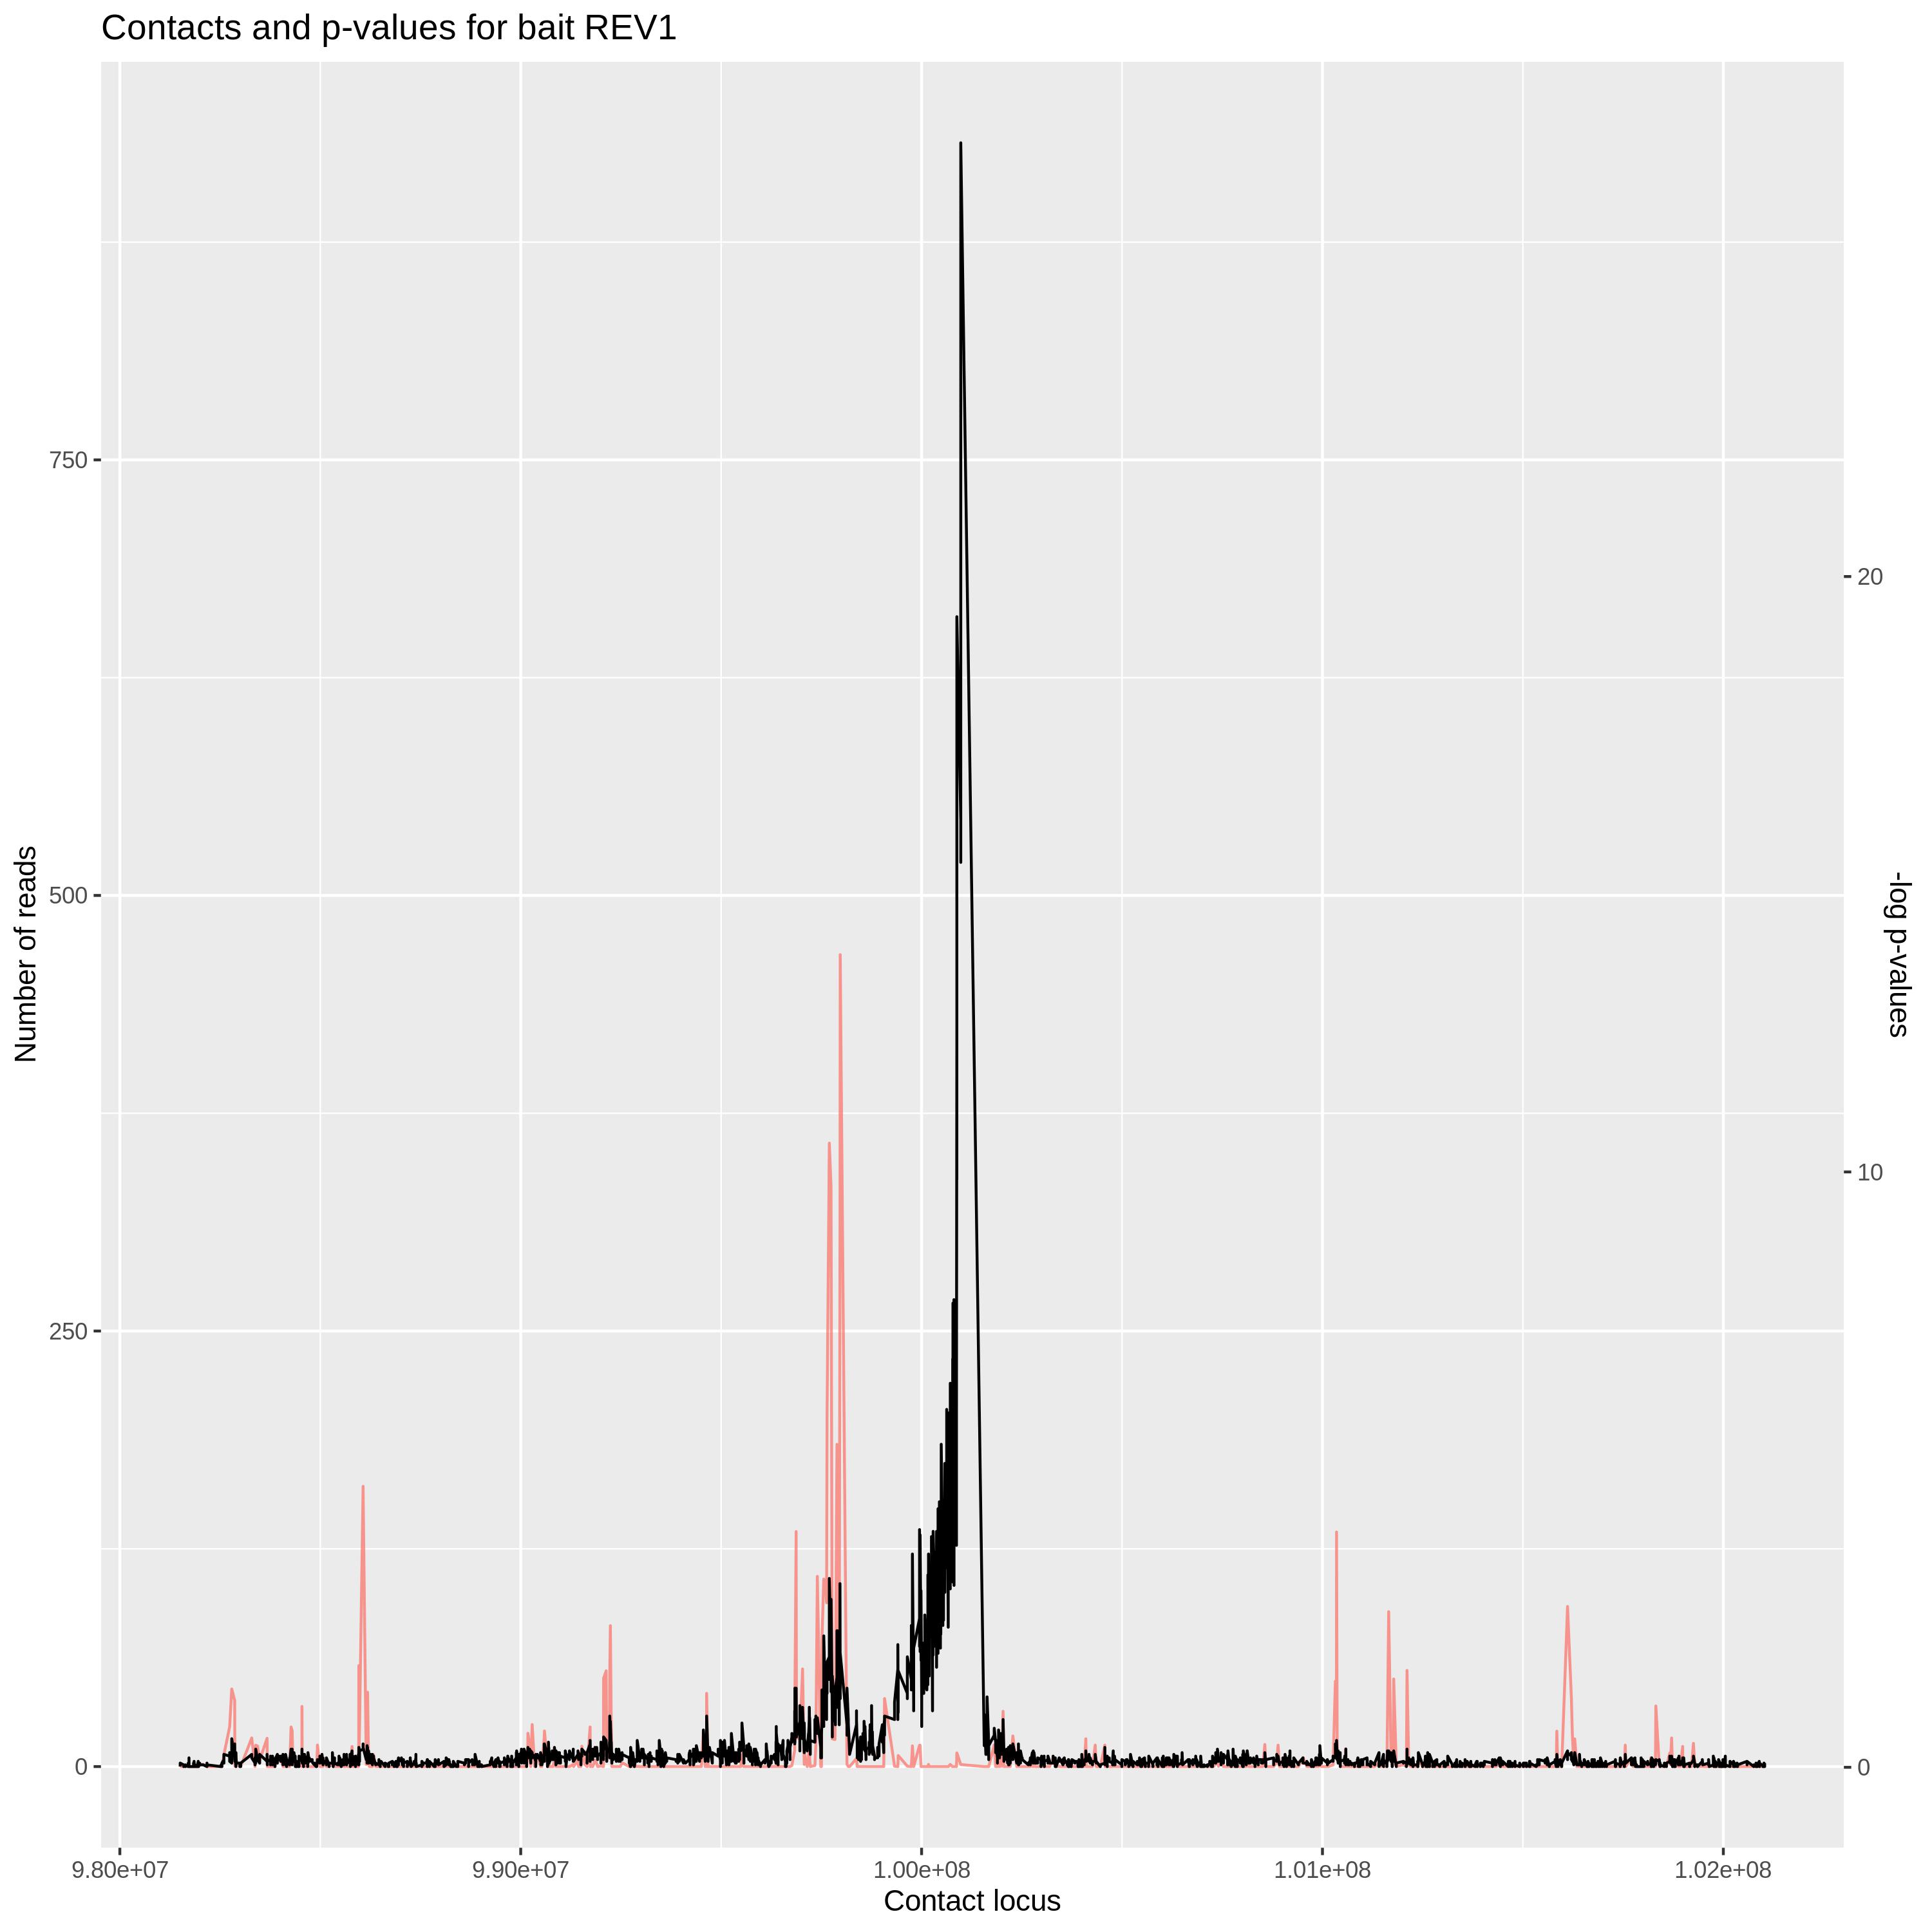 Contacts and p-values for bait REV1
750
500
250
0
Number of reads
20
10
0
-log p-values
9.80e+07 9.90e+07 1.00e+08 1.01e+08 1.02e+08
Contact locus